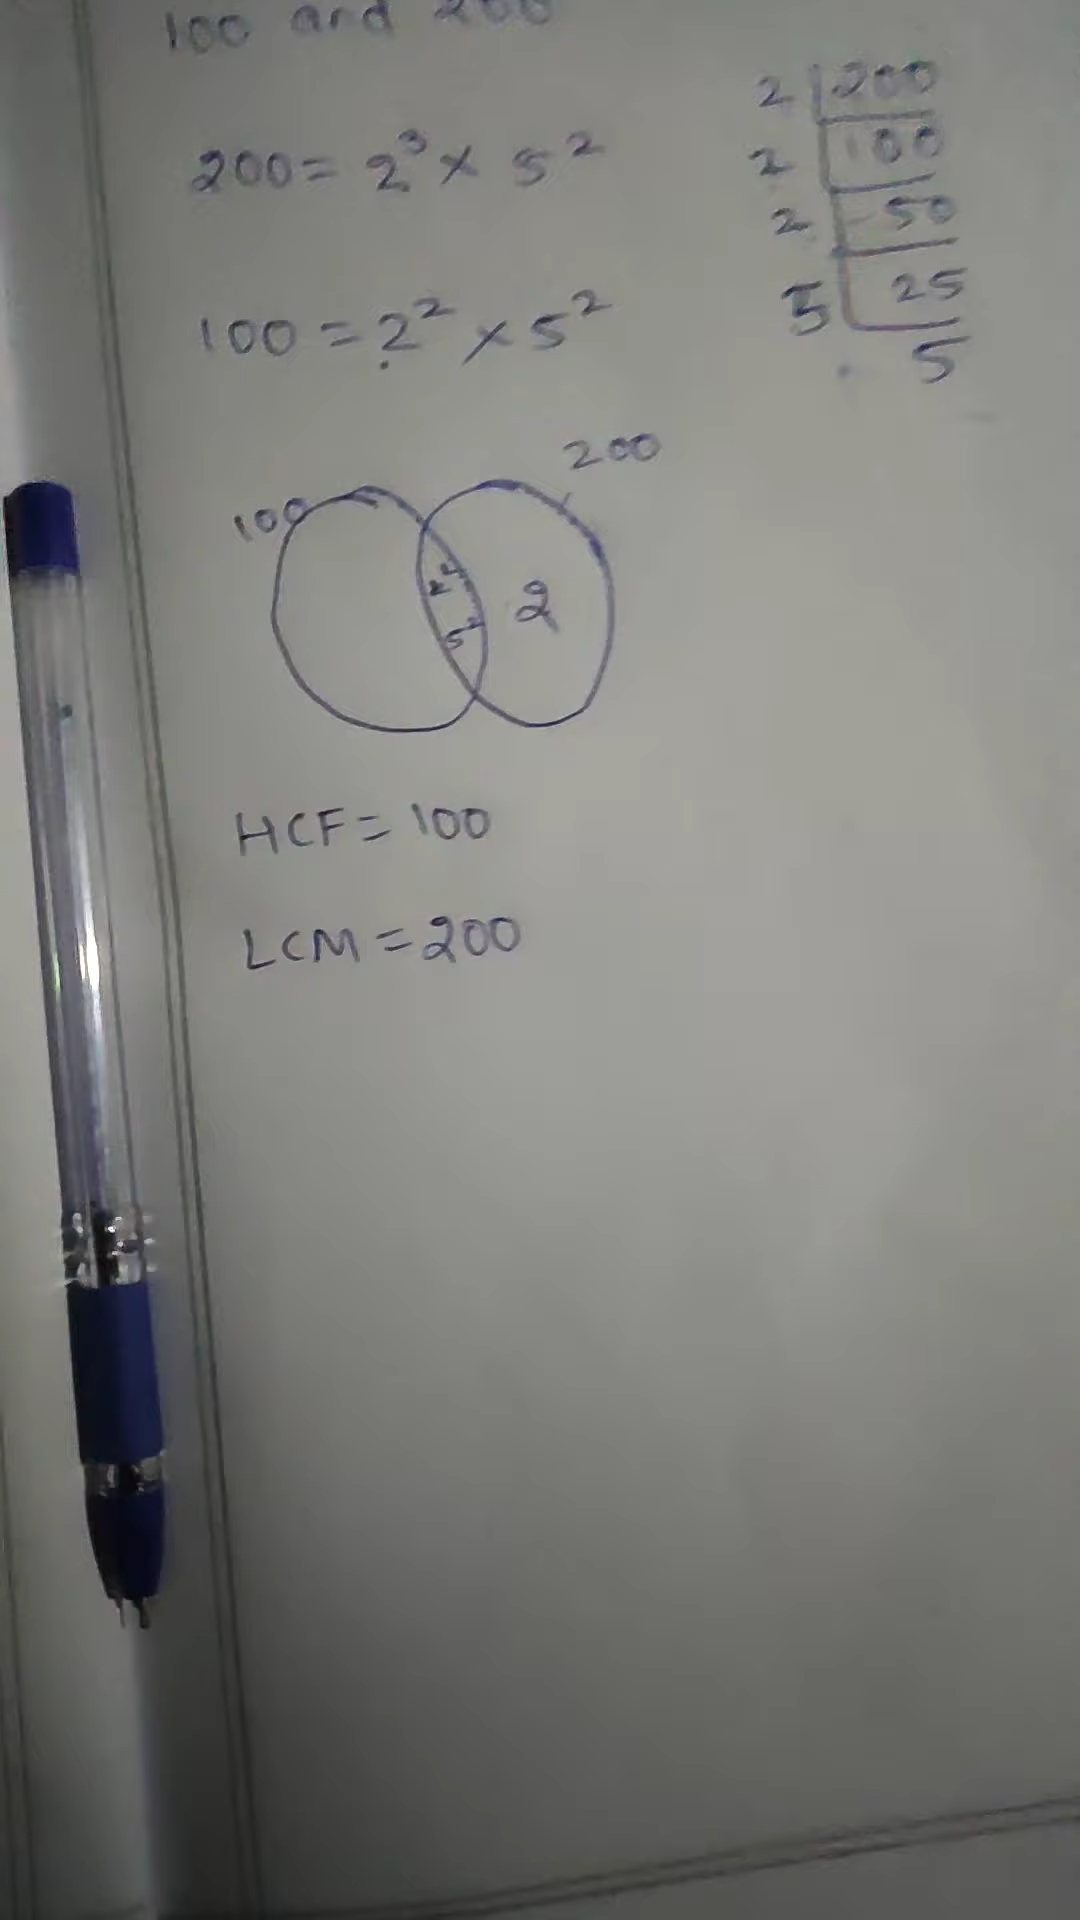 100 and 200
200 = 2³ × 5²
100 = 2² × 5²
2 | 200
2 | 100
2 | 50
5 | 25
5
100
200
2²
5²
2
HCF = 100
LCM = 200